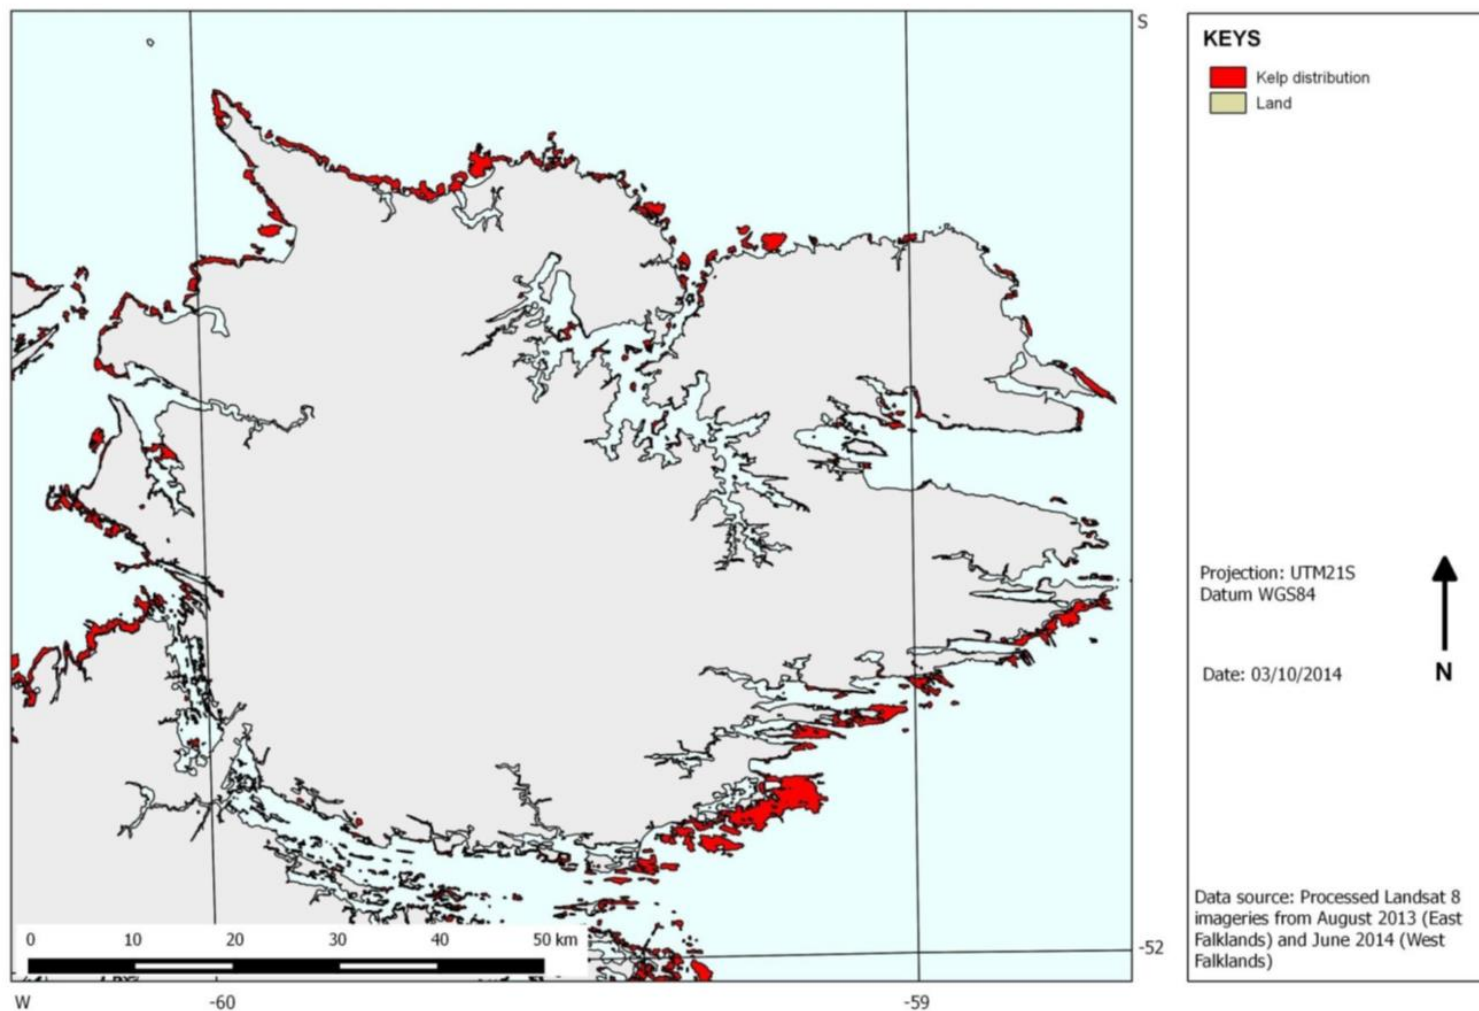 S
KEYS
Kelp distribution
Land
Projection: UTM21S
Datum WGS84
Date: 03/10/2014
N
Data source: Processed Landsat 8
imageries from August 2013 (East
Falklands) and June 2014 (West
Falklands)
0 10 20 30 40 50 km
-52
W -60 -59